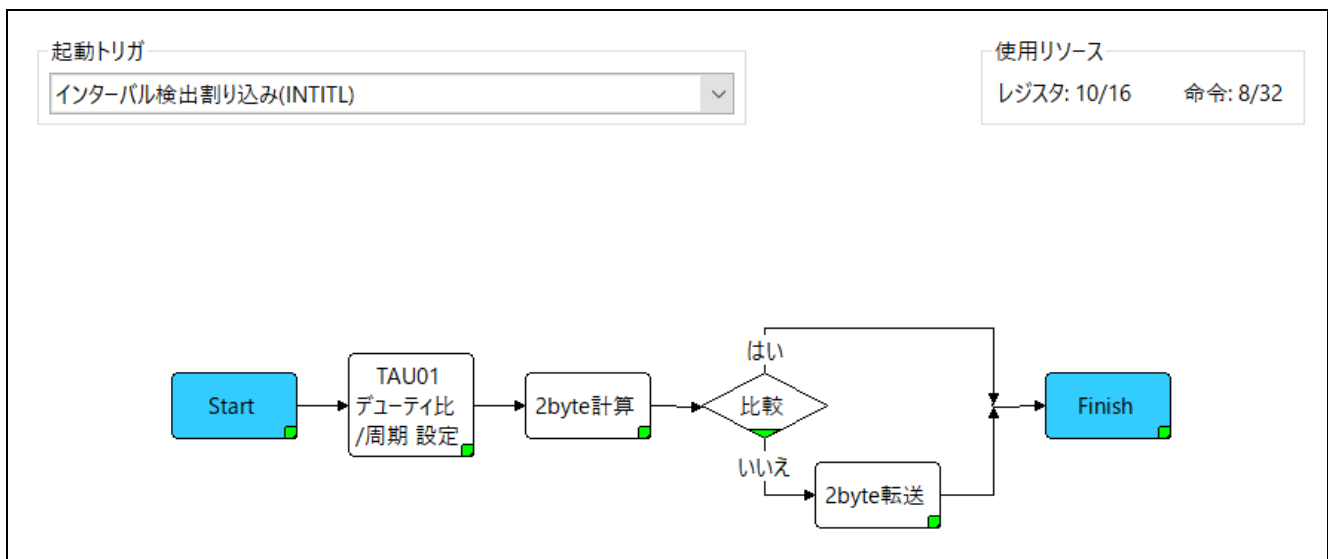 起動トリガ
インターバル検出割り込み(INTITL)
使用リソース
レジスタ: 10/16 命令: 8/32
Start
TAU01
デューティ比
/周期 設定
2byte計算
はい
比較
いいえ
2byte転送
Finish